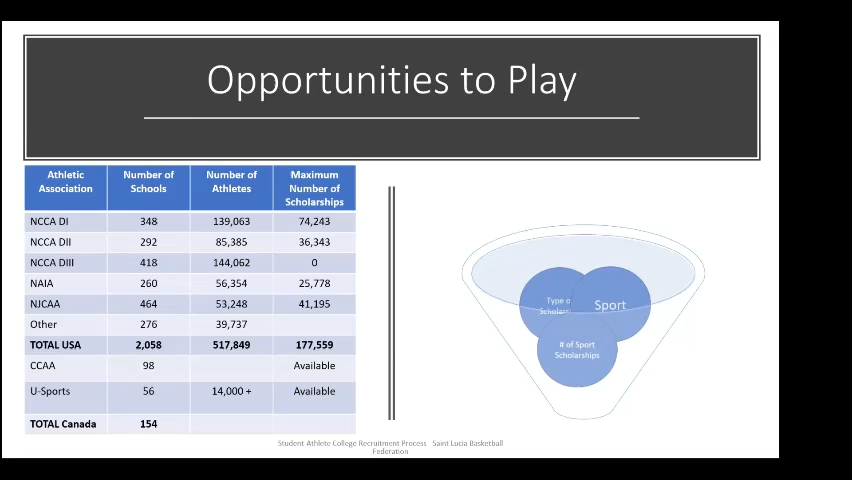 Opportunities to Play
Athletic Association Number of Schools Number of Athletes Maximum Number of Scholarships
NCCA DI 348 139,063 74,243
NCCA DII 292 85,385 36,343
NCCA DIII 418 144,062 0
NAIA 260 56,354 25,778
NJCAA 464 53,248 41,195
Other 276 39,737
TOTAL USA 2,058 517,849 177,559
CCAA 98 Available
U-Sports 56 14,000 + Available
TOTAL Canada 154
Type o
Sport
# of Sport
Scholarships
Student-Athlete College Recruitment Process Saint Lucia Basketball
Federation